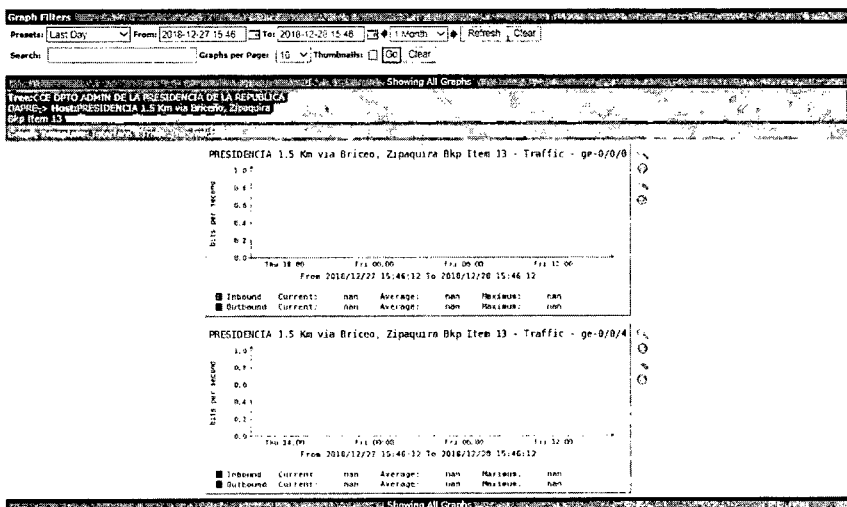 Graph Filters
Presets: Last Day From: 2018-12-27 15:46 To: 2018-12-28 15:46 1 Month Refresh Clear
Search: Graphs per Page: 10 Thumbnails: Go Clear
Showing All Graphs
Tree:CCE DPTO ADMIN DE LA PRESIDENCIA DE LA REPUBLICA
DAPRE-> Host:PRESIDENCIA 1.5 Km via Briceño, Zipaquira
Bkp Item 13
PRESIDENCIA 1.5 Km via Briceo, Zipaquira Bkp Item 13 - Traffic - ge-0/0/0
bits per second
1.0
0.8
0.6
0.4
0.2
0.0
Thu 18:00 Fri 00:00 Fri 06:00 Fri 12:00
From 2018/12/27 15:46:12 To 2018/12/28 15:46:12
Inbound Current: nan Average: nan Maximum: nan
Outbound Current: nan Average: nan Maximum: nan
PRESIDENCIA 1.5 Km via Briceo, Zipaquira Bkp Item 13 - Traffic - ge-0/0/4
bits per second
1.0
0.8
0.6
0.4
0.2
0.0
Thu 18:00 Fri 00:00 Fri 06:00 Fri 12:00
From 2018/12/27 15:46:12 To 2018/12/28 15:46:12
Inbound Current: nan Average: nan Maximum: nan
Outbound Current: nan Average: nan Maximum: nan
Showing All Graphs